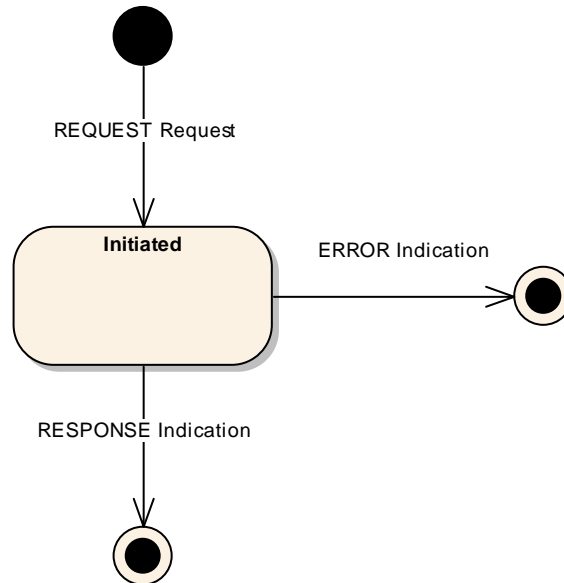 REQUEST Request
Initiated
ERROR Indication
RESPONSE Indication